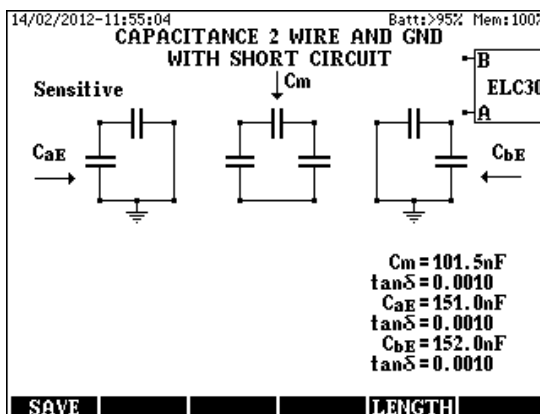 14/02/2012-11:55:04 Batt:>95% Mem:100%
CAPACITANCE 2 WIRE AND GND
WITH SHORT CIRCUIT
B
Cm
Sensitive
ELC30
A
CaE
CbE
Cm=101.5nF
tanδ=0.0010
CaE=151.0nF
tanδ=0.0010
CbE=152.0nF
tanδ=0.0010
SAVE LENGTH